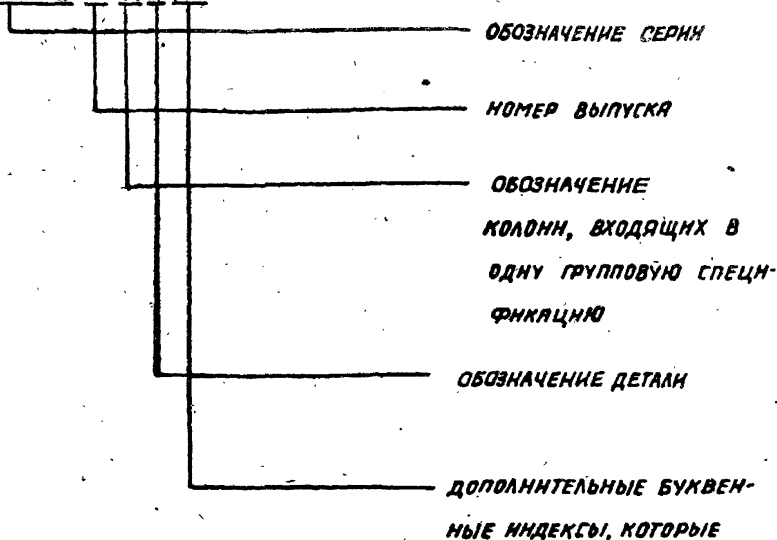 ОБОЗНАЧЕНИЕ СЕРИИ
НОМЕР ВЫПУСКА
ОБОЗНАЧЕНИЕ
КОЛОНН, ВХОДЯЩИХ В
ОДНУ ГРУППОВУЮ СПЕЦИ-
ФИКАЦИЮ
ОБОЗНАЧЕНИЕ ДЕТАЛИ
ДОПОЛНИТЕЛЬНЫЕ БУКВЕН-
НЫЕ ИНДЕКСЫ, КОТОРЫЕ